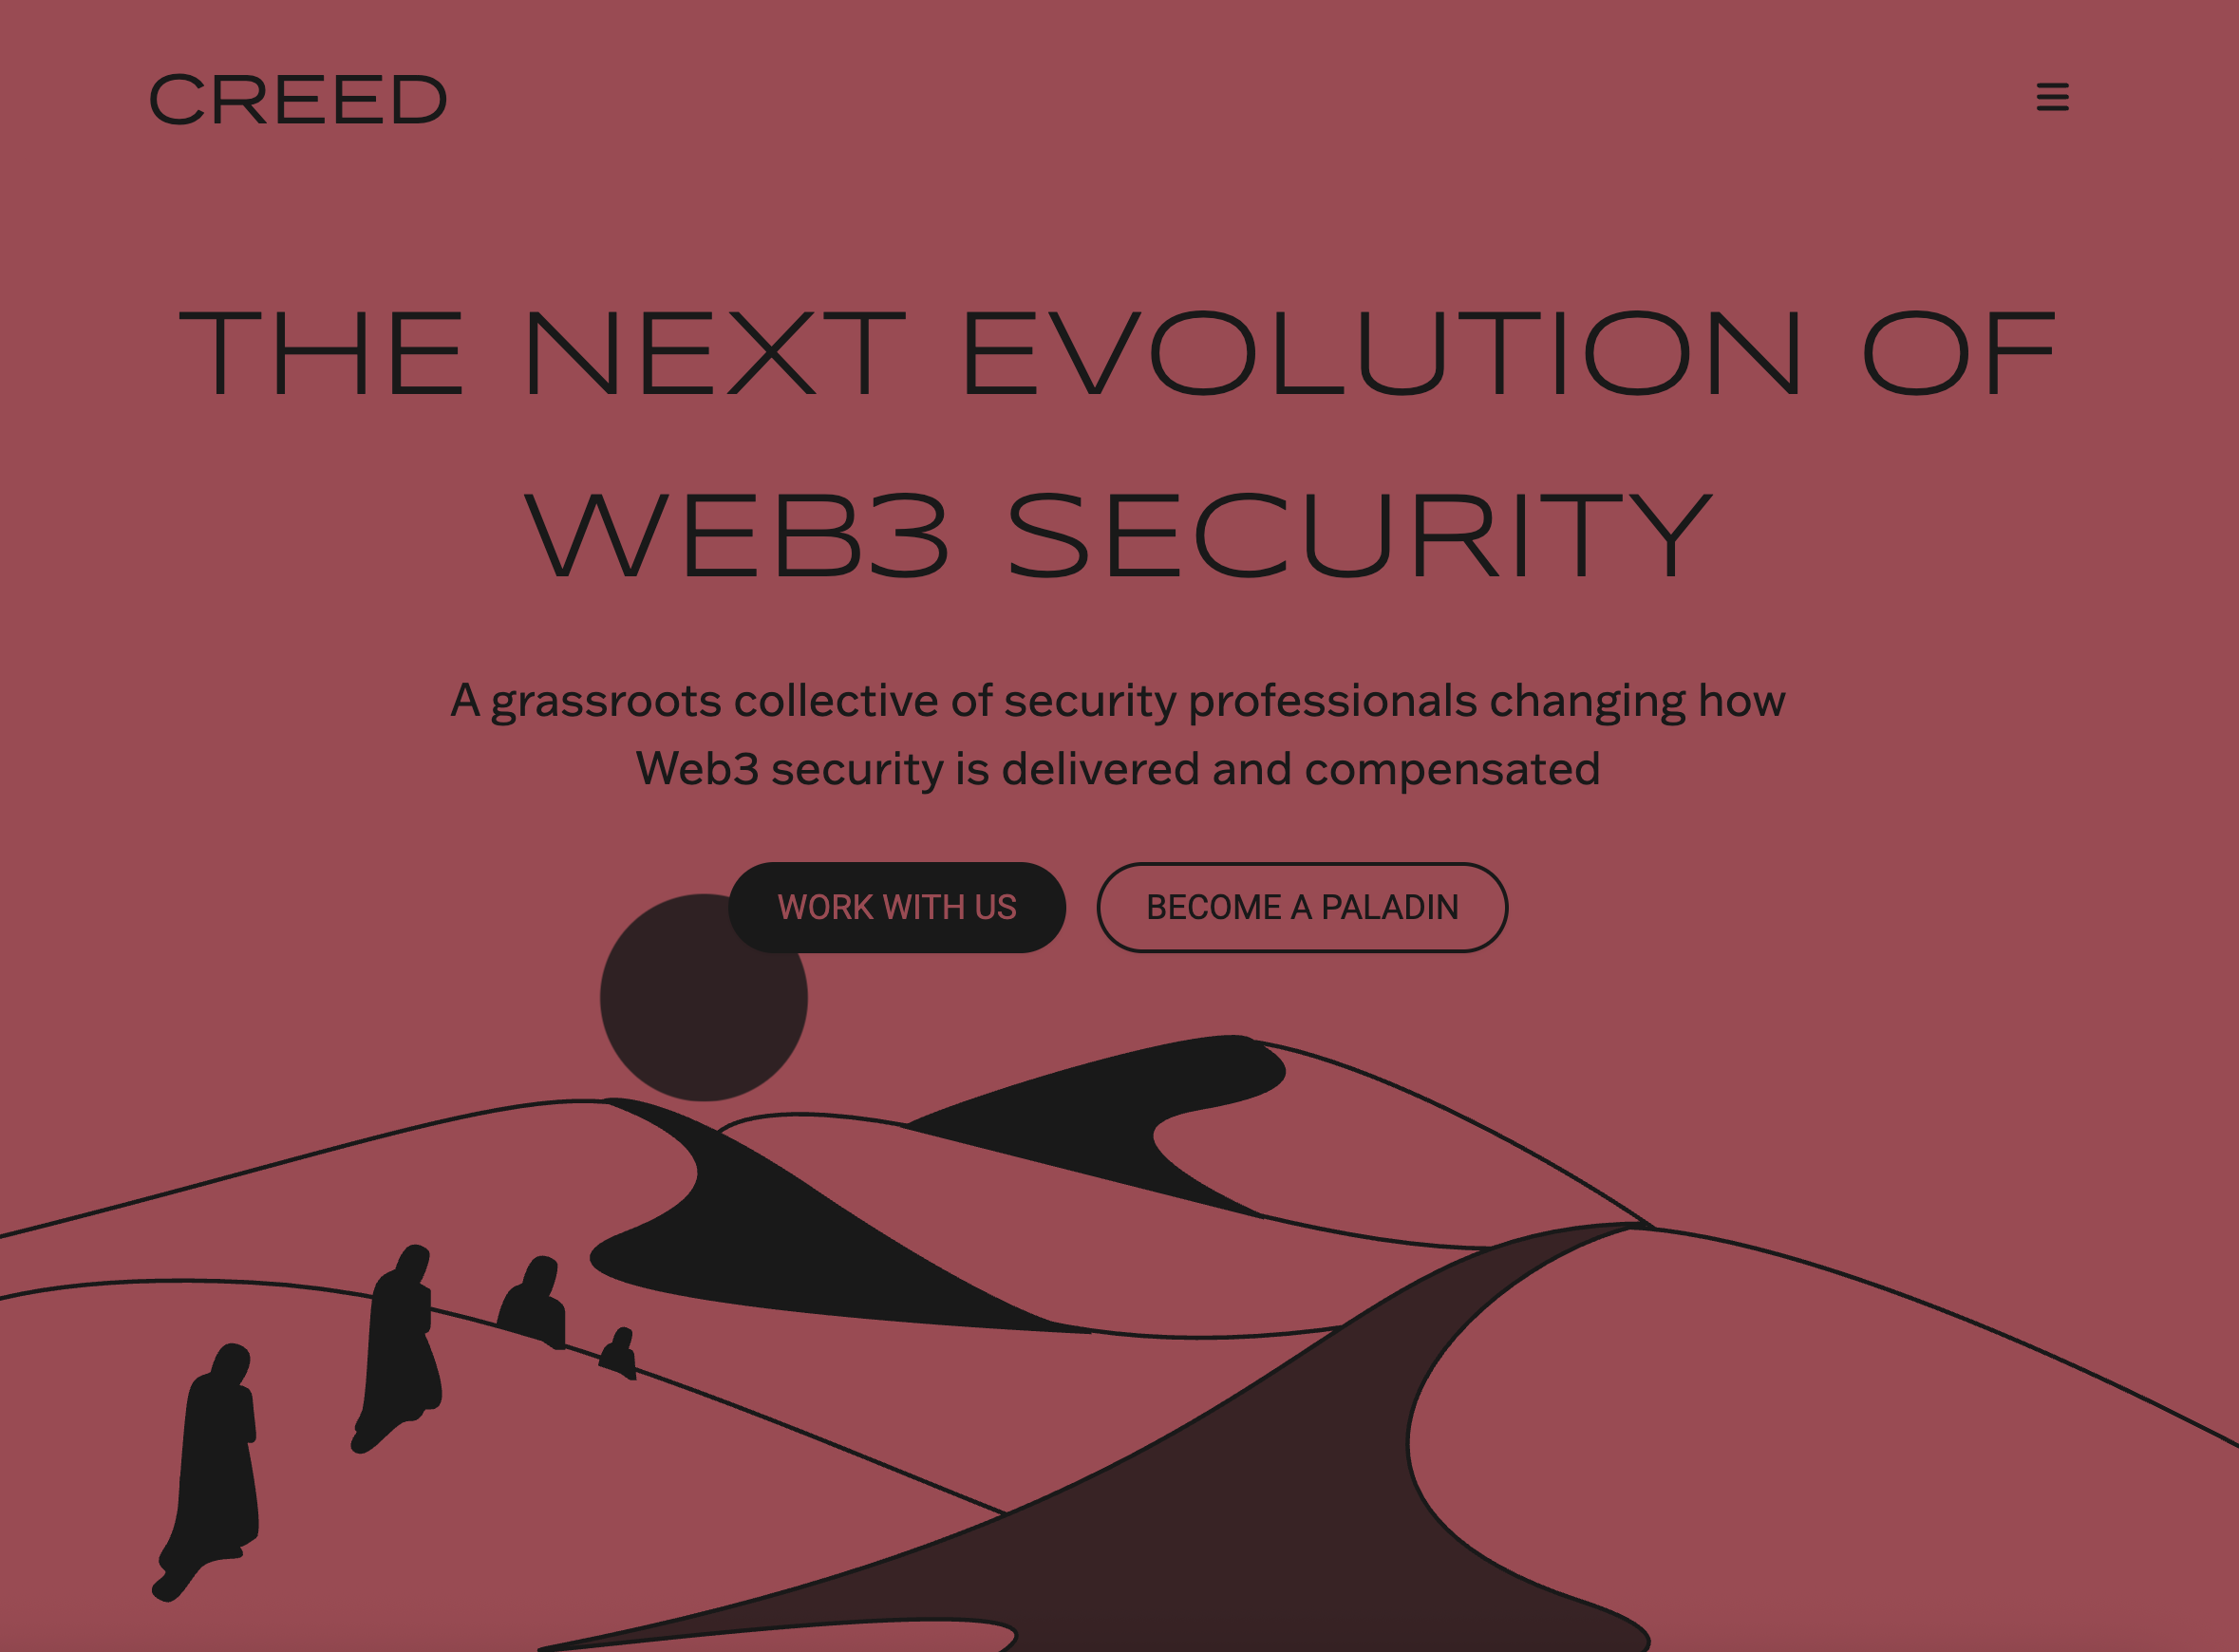 CREED
THE NEXT EVOLUTION OF
WEB3 SECURITY
A grassroots collective of security professionals changing how
Web3 security is delivered and compensated
WORK WITH US
BECOME A PALADIN